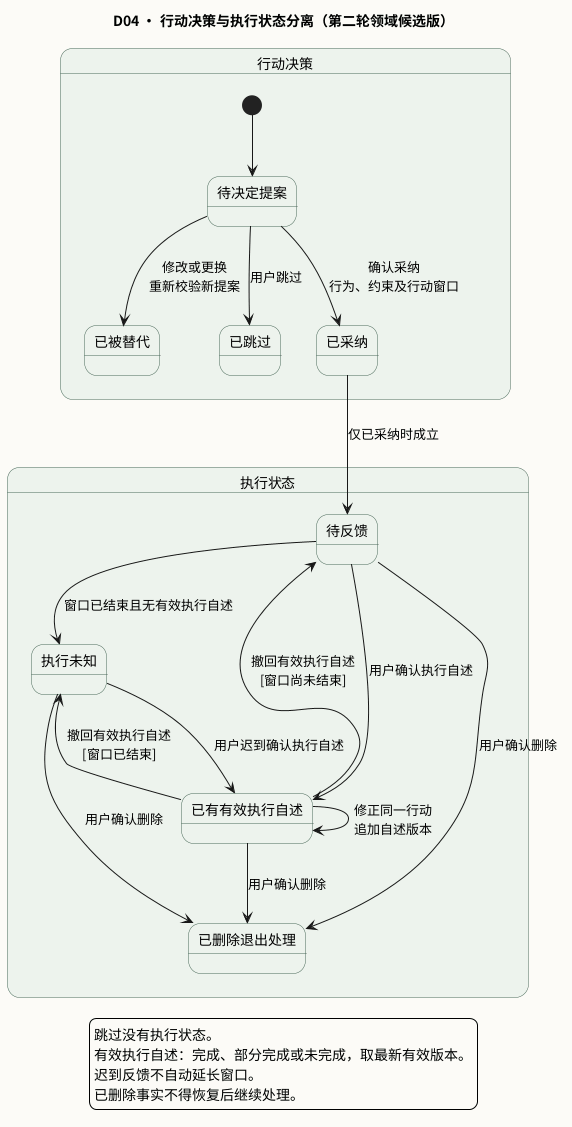 D04 · 行动决策与执行状态分离（第二轮领域候选版）
行动决策
待决定提案
修改或更换
重新校验新提案
用户跳过
确认采纳
行为、约束及行动窗口
已被替代
已跳过
已采纳
仅已采纳时成立
执行状态
待反馈
窗口已结束且无有效执行自述
执行未知
撤回有效执行自述
[窗口尚未结束]
用户确认执行自述
撤回有效执行自述
[窗口已结束]
用户迟到确认执行自述
用户确认删除
已有有效执行自述
修正同一行动
追加自述版本
用户确认删除
用户确认删除
已删除退出处理
跳过没有执行状态。
有效执行自述：完成、部分完成或未完成，取最新有效版本。
迟到反馈不自动延长窗口。
已删除事实不得恢复后继续处理。